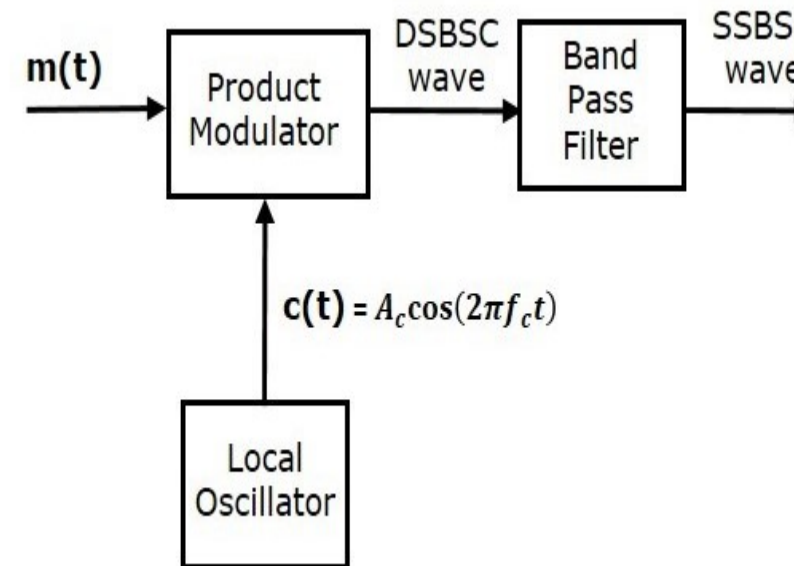 m(t)
Product
Modulator
DSBSC
wave
Band
Pass
Filter
SSBS
wave
c(t) = A_c cos(2πf_c t)
Local
Oscillator